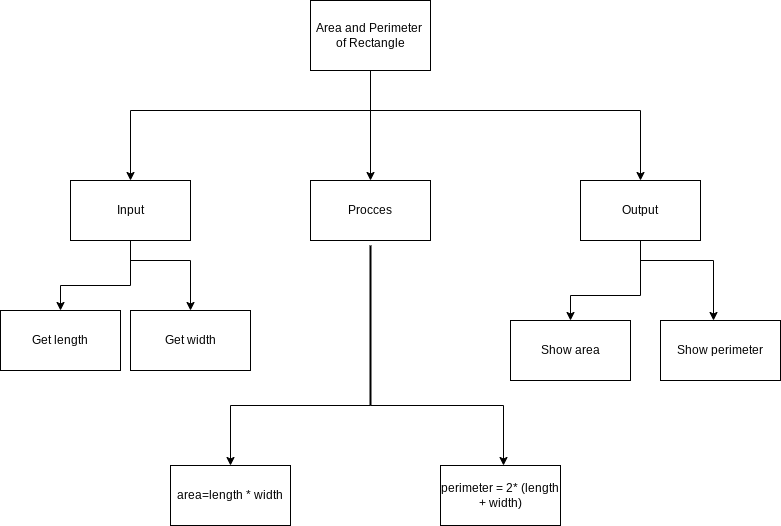 Area and Perimeter
of Rectangle
Input
Procces
Output
Get length
Get width
Show area
Show perimeter
area=length * width
perimeter = 2* (length
+ width)